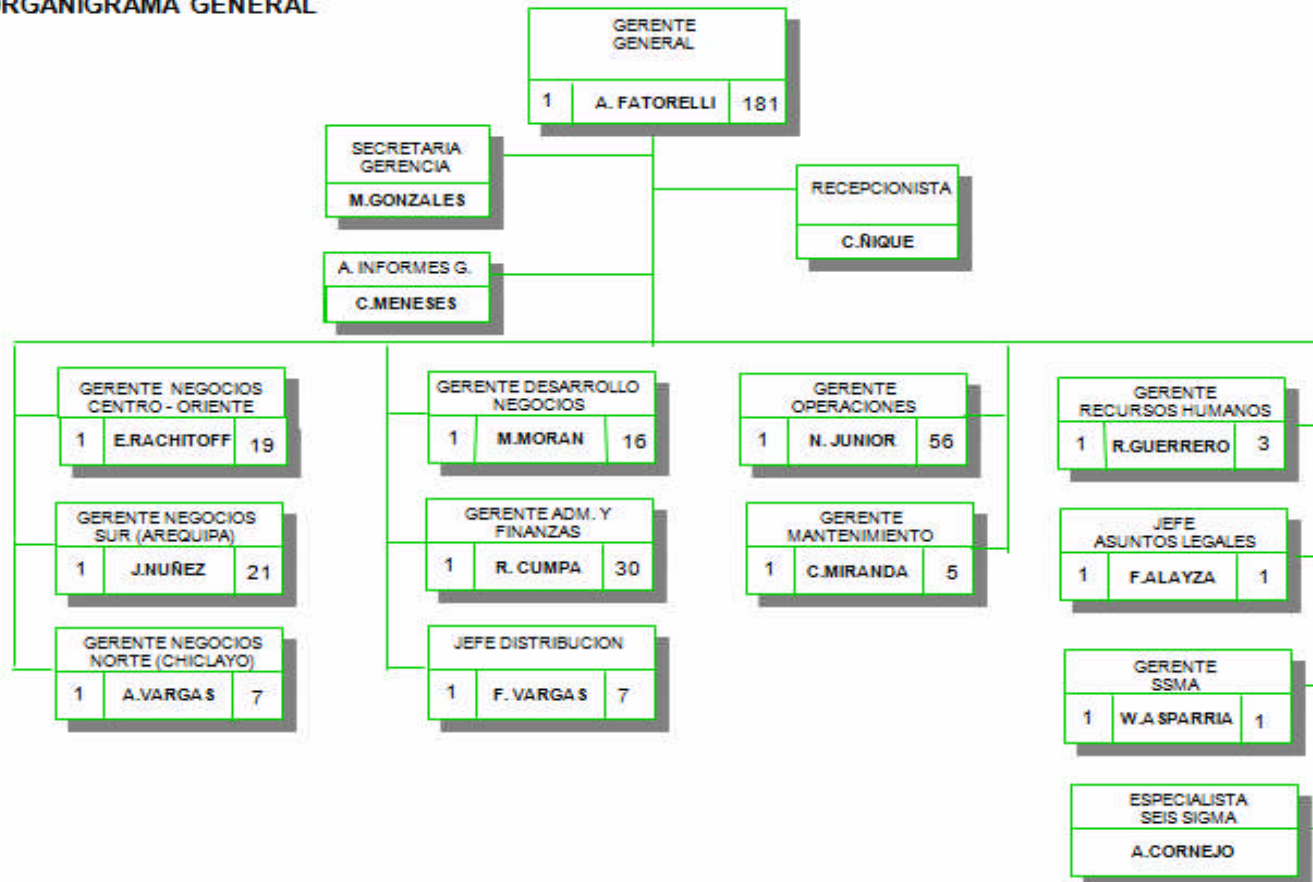 ORGANIGRAMA GENERAL
GERENTE
GENERAL
1 A. FATORELLI 181
SECRETARIA
GERENCIA
M.GONZALES
RECEPCIONISTA
C.ÑIQUE
A. INFORMES G.
C.MENESES
GERENTE NEGOCIOS
CENTRO - ORIENTE
1 E.RACHITOFF 19
GERENTE NEGOCIOS
SUR (AREQUIPA)
1 J.NUÑEZ 21
GERENTE NEGOCIOS
NORTE (CHICLAYO)
1 A.VARGAS 7
GERENTE DESARROLLO
NEGOCIOS
1 M.MORAN 16
GERENTE ADM. Y
FINANZAS
1 R. CUMPA 30
JEFE DISTRIBUCION
1 F. VARGAS 7
GERENTE
OPERACIONES
1 N. JUNIOR 56
GERENTE
MANTENIMIENTO
1 C.MIRANDA 5
GERENTE
RECURSOS HUMANOS
1 R.GUERRERO 3
JEFE
ASUNTOS LEGALES
1 F.ALAYZA 1
GERENTE
SSMA
1 W.ASPARRIA 1
ESPECIALISTA
SEIS SIGMA
A.CORNEJO